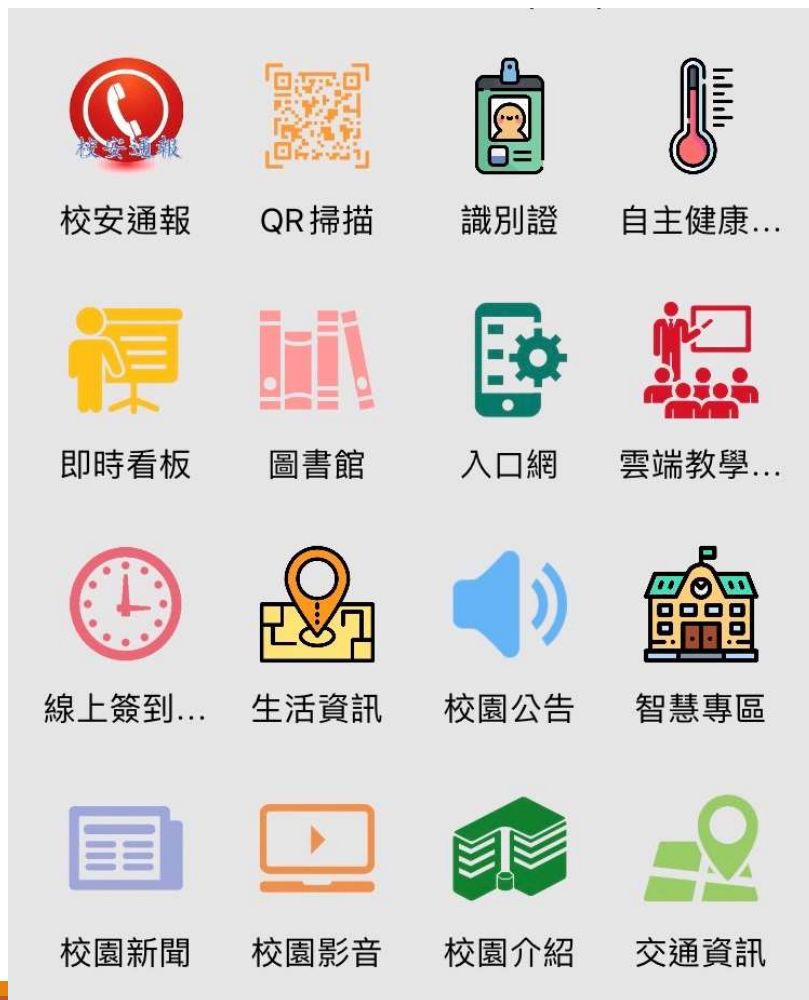 校安通報
校安通報 QR掃描 識別證 自主健康...
即時看板 圖書館 入口網 雲端教學...
線上簽到... 生活資訊 校園公告 智慧專區
校園新聞 校園影音 校園介紹 交通資訊